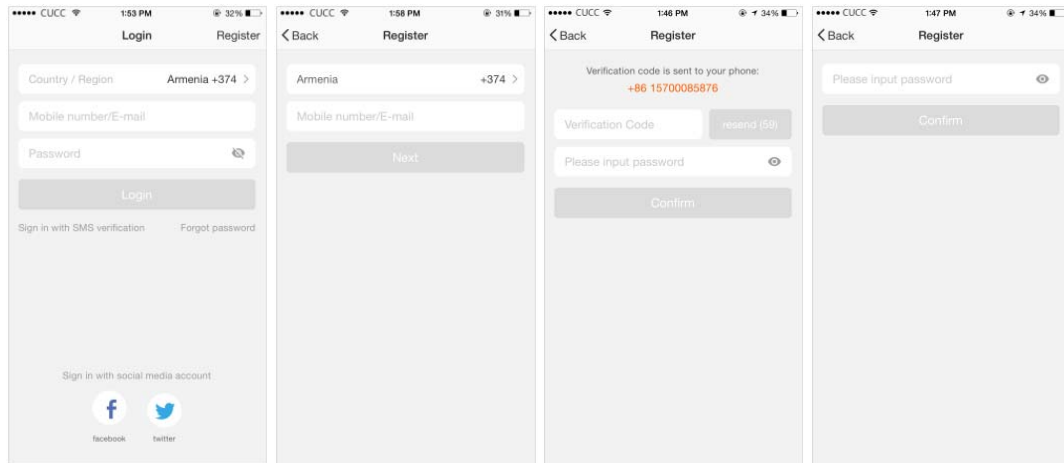 CUCC 1:53 PM 32%
Login Register
Country / Region Armenia +374 >
Mobile number/E-mail
Password
Login
Sign in with SMS verification Forgot password
Sign in with social media account
facebook twitter
CUCC 1:58 PM 31%
< Back Register
Armenia +374 >
Mobile number/E-mail
Next
CUCC 1:46 PM 34%
< Back Register
Verification code is sent to your phone:
+86 15700085876
Verification Code resend (59)
Please input password
Confirm
CUCC 1:47 PM 34%
< Back Register
Please input password
Confirm